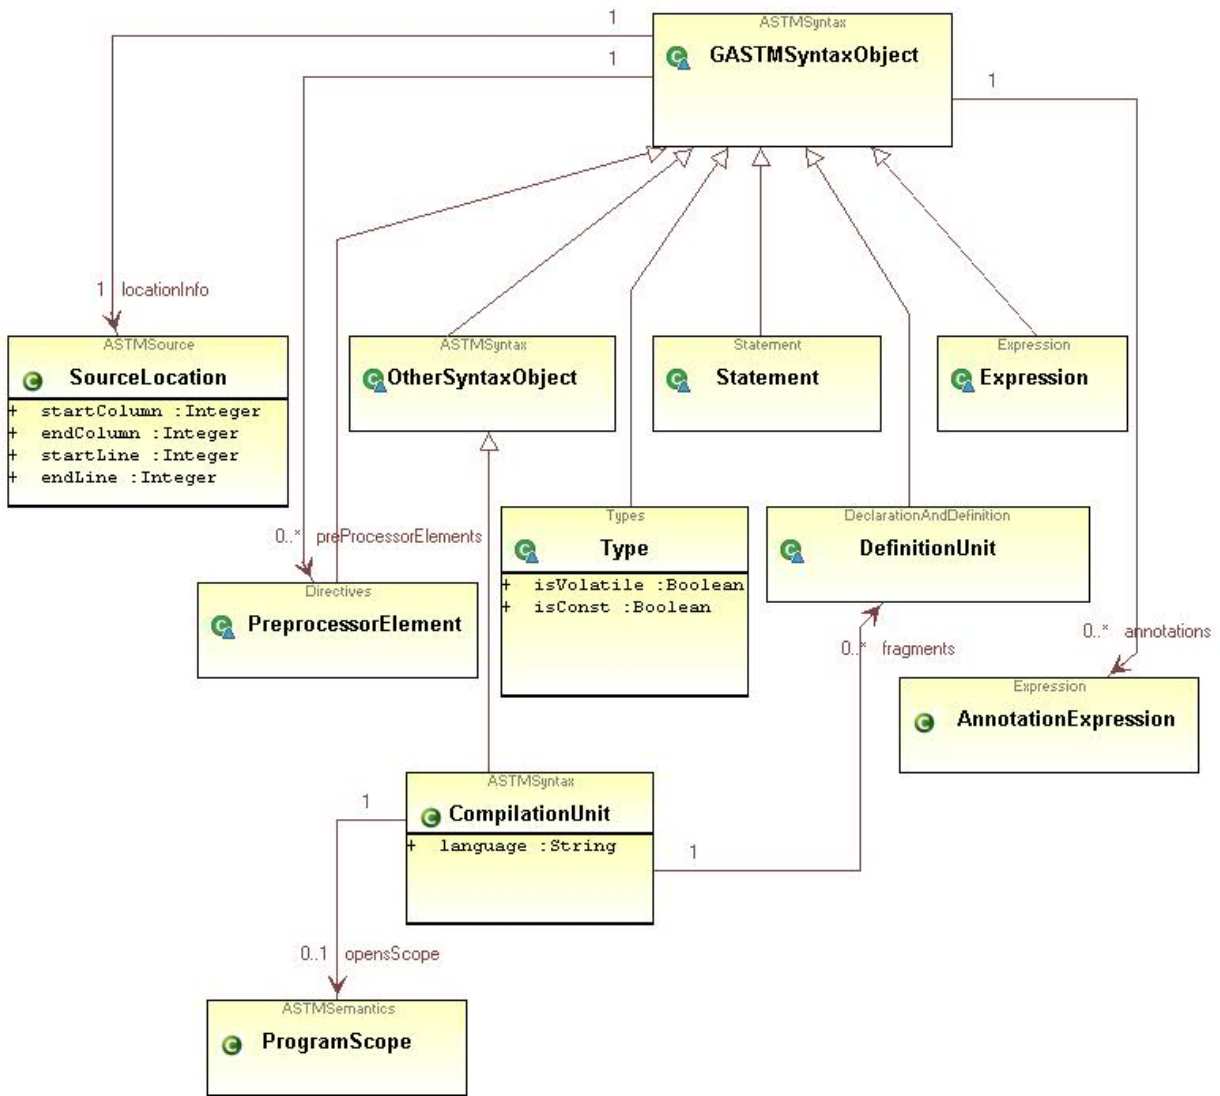 1
ASTMSyntax
GASTMSyntaxObject
1
1
1 locationInfo
ASTMSource
SourceLocation
+ startColumn :Integer
+ endColumn :Integer
+ startLine :Integer
+ endLine :Integer
ASTMSyntax
OtherSyntaxObject
Statement
Statement
Expression
Expression
0..* preProcessorElements
Types
Type
+ isVolatile :Boolean
+ isConst :Boolean
DeclarationAndDefinition
DefinitionUnit
Directives
PreprocessorElement
0..* fragments
0..* annotations
Expression
AnnotationExpression
ASTMSyntax
CompilationUnit
+ language :String
1
1
0..1 opensScope
ASTMSemantics
ProgramScope